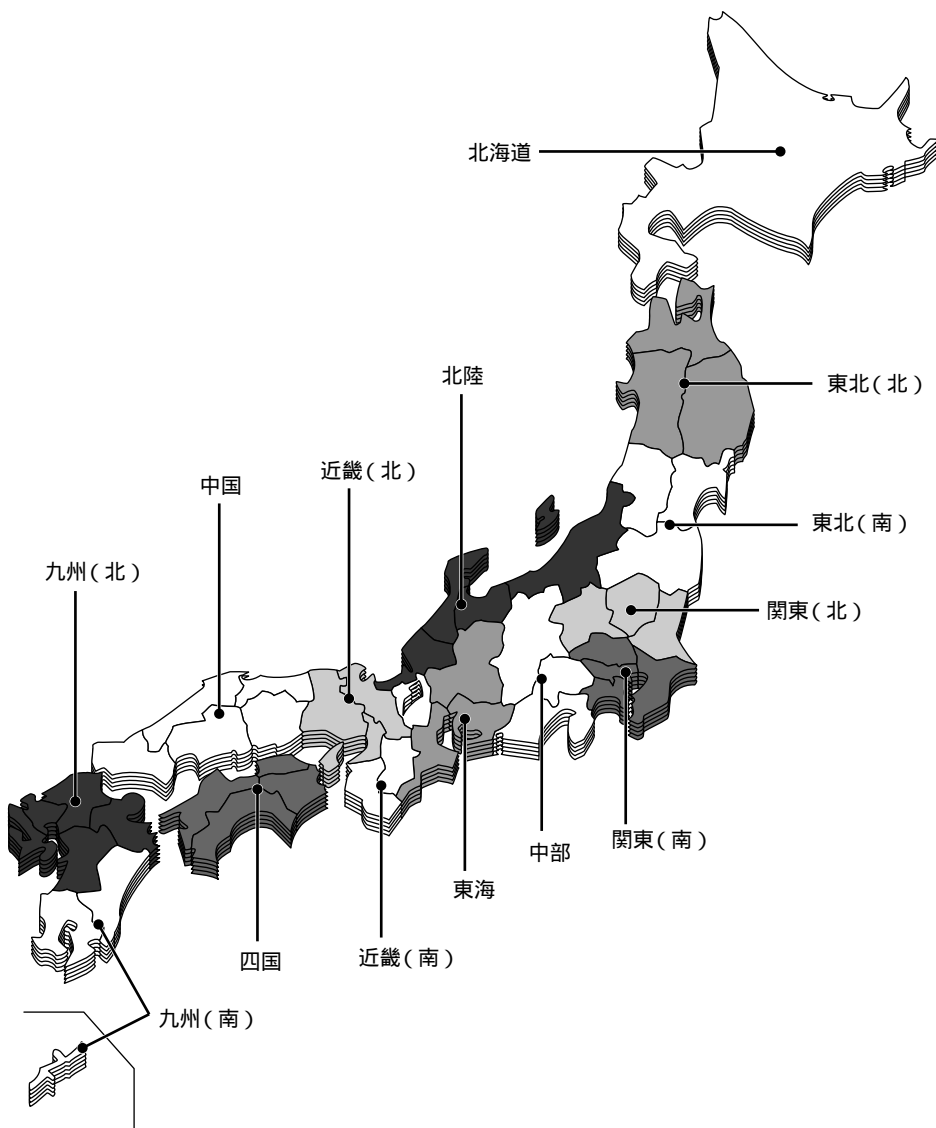 北海道
北陸
東北(北)
近畿(北)
中国
東北(南)
九州(北)
関東(北)
関東(南)
中部
東海
近畿(南)
四国
九州(南)